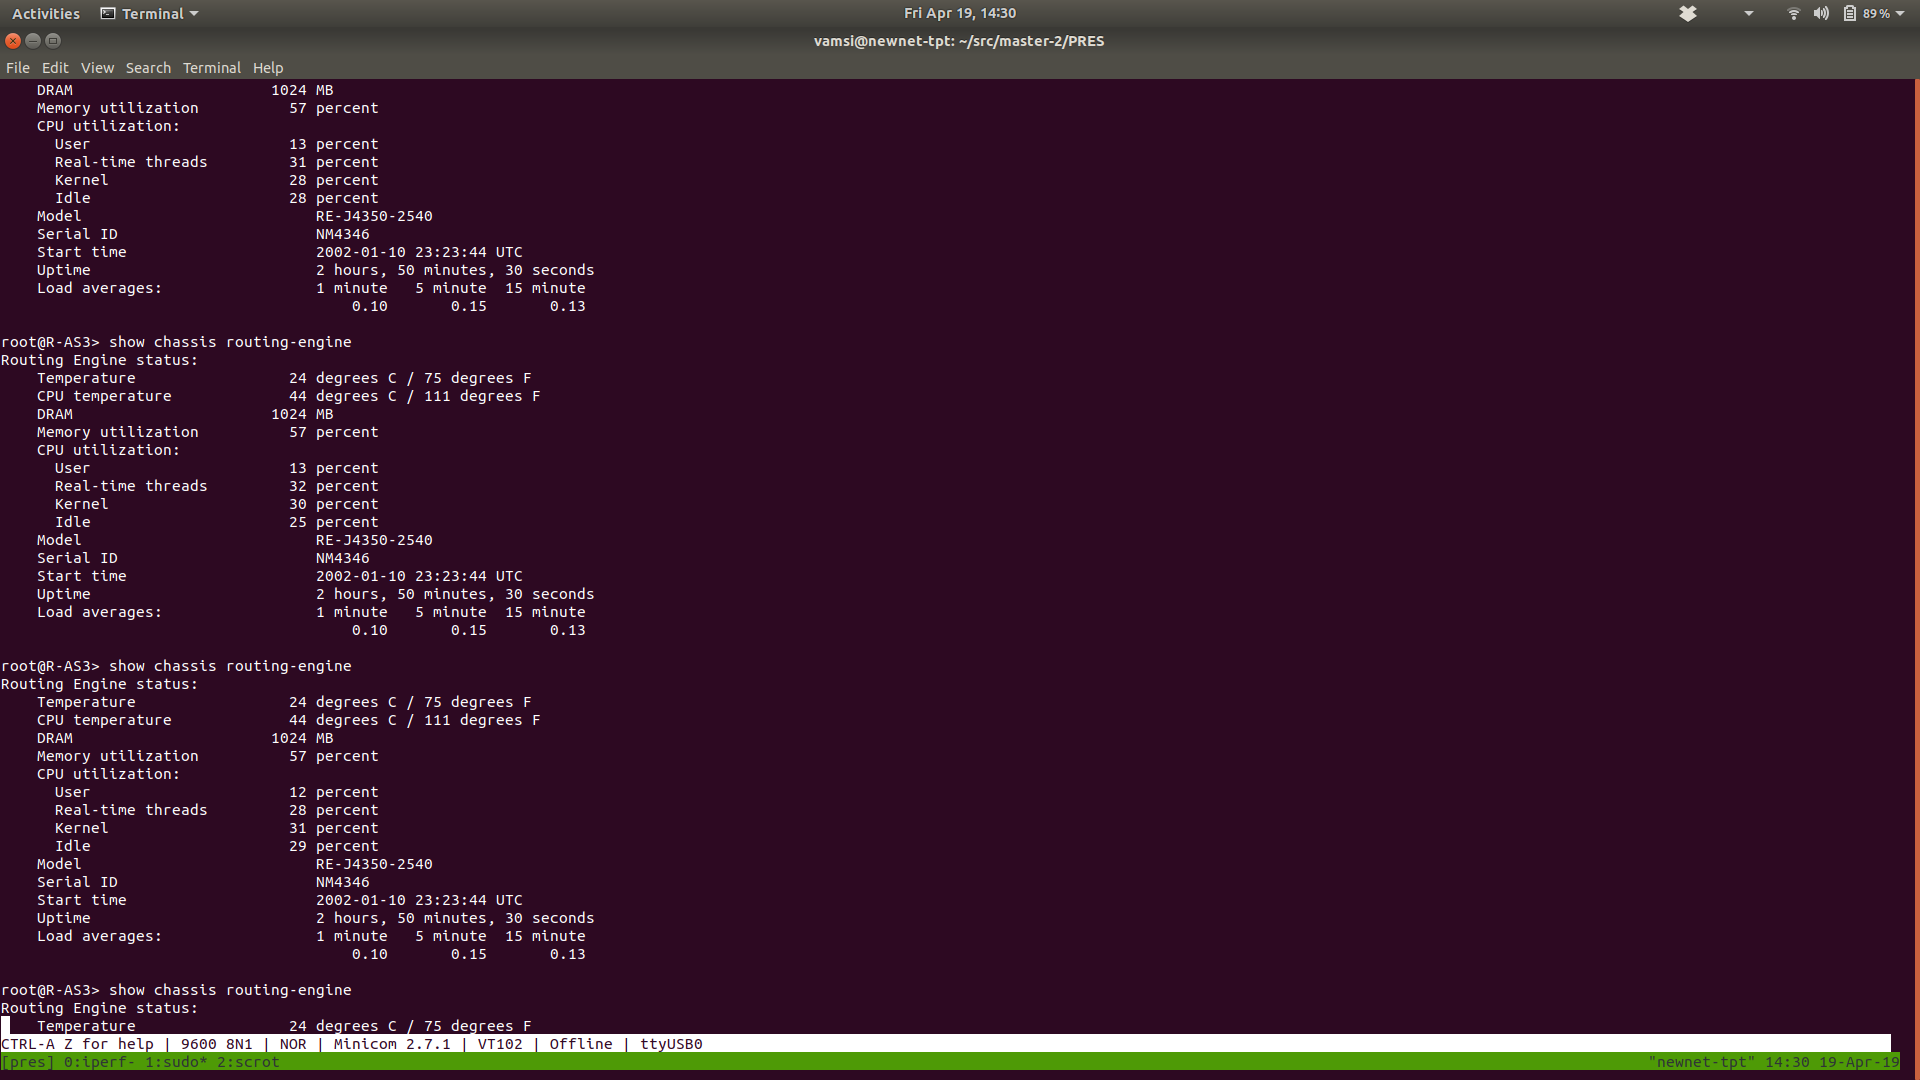 Activities Terminal Fri Apr 19, 14:30 89 %
vamsi@newnet-tpt: ~/src/master-2/PRES
File Edit View Search Terminal Help
    DRAM                      1024 MB
    Memory utilization          57 percent
    CPU utilization:
      User                      13 percent
      Real-time threads         31 percent
      Kernel                    28 percent
      Idle                      28 percent
    Model                          RE-J4350-2540
    Serial ID                      NM4346
    Start time                     2002-01-10 23:23:44 UTC
    Uptime                         2 hours, 50 minutes, 30 seconds
    Load averages:                 1 minute   5 minute  15 minute
                                       0.10       0.15       0.13
root@R-AS3> show chassis routing-engine
Routing Engine status:
    Temperature                 24 degrees C / 75 degrees F
    CPU temperature             44 degrees C / 111 degrees F
    DRAM                      1024 MB
    Memory utilization          57 percent
    CPU utilization:
      User                      13 percent
      Real-time threads         32 percent
      Kernel                    30 percent
      Idle                      25 percent
    Model                          RE-J4350-2540
    Serial ID                      NM4346
    Start time                     2002-01-10 23:23:44 UTC
    Uptime                         2 hours, 50 minutes, 30 seconds
    Load averages:                 1 minute   5 minute  15 minute
                                       0.10       0.15       0.13
root@R-AS3> show chassis routing-engine
Routing Engine status:
    Temperature                 24 degrees C / 75 degrees F
    CPU temperature             44 degrees C / 111 degrees F
    DRAM                      1024 MB
    Memory utilization          57 percent
    CPU utilization:
      User                      12 percent
      Real-time threads         28 percent
      Kernel                    31 percent
      Idle                      29 percent
    Model                          RE-J4350-2540
    Serial ID                      NM4346
    Start time                     2002-01-10 23:23:44 UTC
    Uptime                         2 hours, 50 minutes, 30 seconds
    Load averages:                 1 minute   5 minute  15 minute
                                       0.10       0.15       0.13
root@R-AS3> show chassis routing-engine
Routing Engine status:
    Temperature                 24 degrees C / 75 degrees F
CTRL-A Z for help | 9600 8N1 | NOR | Minicom 2.7.1 | VT102 | Offline | ttyUSB0
[pres] 0:iperf- 1:sudo* 2:scrot "newnet-tpt" 14:30 19-Apr-19